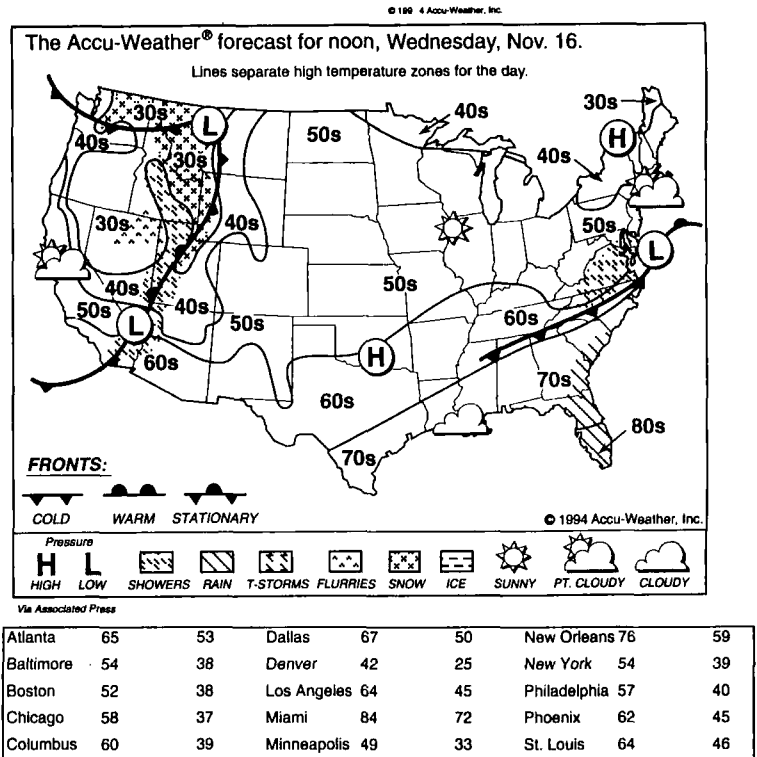 © 199 4 Accu-Weather, Inc.
The Accu-Weather® forecast for noon, Wednesday, Nov. 16.
Lines separate high temperature zones for the day.
30s
L
40s
50s
40s
30s
H
30s
40s
30s
40s
50s
L
40s
50s
40s
50s
L
50s
60s
H
60s
60s
70s
70s
80s
FRONTS:
COLD WARM STATIONARY
© 1994 Accu-Weather, Inc.
Pressure
H L
HIGH LOW SHOWERS RAIN T-STORMS FLURRIES SNOW ICE SUNNY PT. CLOUDY CLOUDY
Via Associated Press
Atlanta 65 53 Dallas 67 50 New Orleans 76 59
Baltimore 54 38 Denver 42 25 New York 54 39
Boston 52 38 Los Angeles 64 45 Philadelphia 57 40
Chicago 58 37 Miami 84 72 Phoenix 62 45
Columbus 60 39 Minneapolis 49 33 St. Louis 64 46